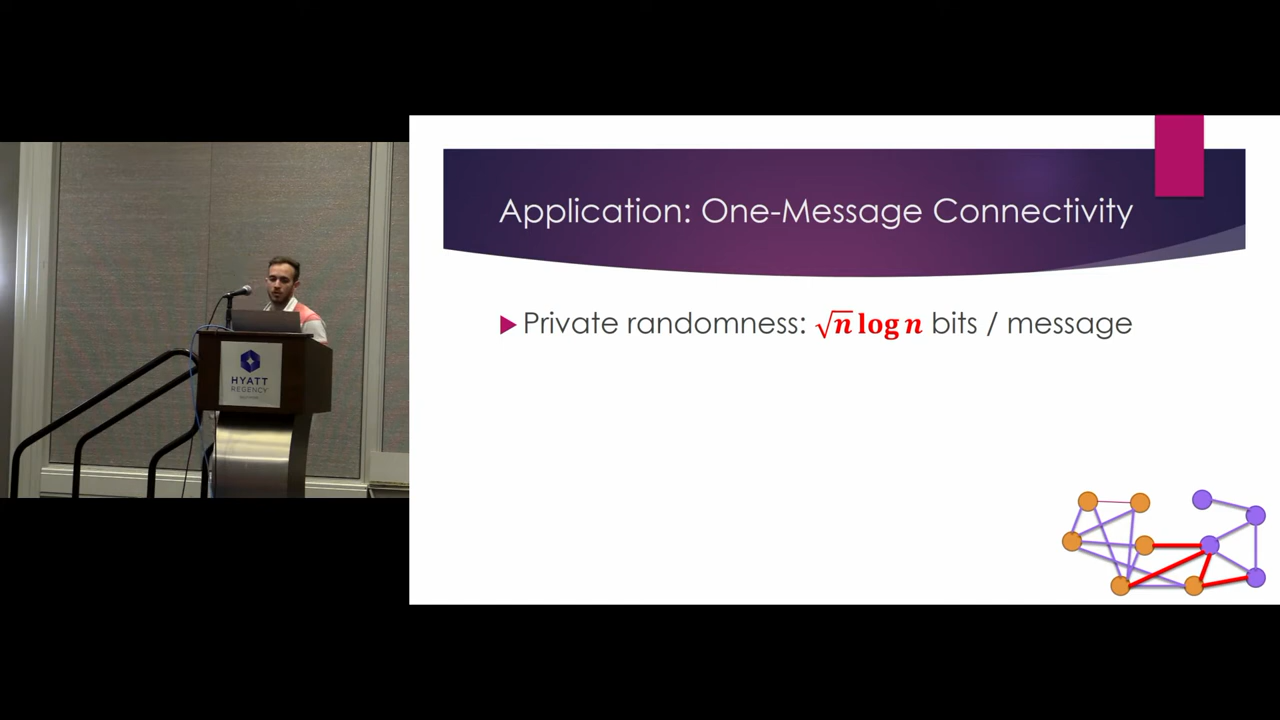 Application: One-Message Connectivity
Private randomness: √n log n bits / message
HYATT
REGENCY